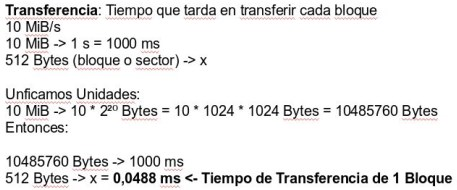 Transferencia: Tiempo que tarda en transferir cada bloque
10 MiB/s
10 MiB -> 1 s = 1000 ms
512 Bytes (bloque o sector) -> x
Unficamos Unidades:
10 MiB -> 10 * 2²⁰ Bytes = 10 * 1024 * 1024 Bytes = 10485760 Bytes
Entonces:
10485760 Bytes -> 1000 ms
512 Bytes -> x = 0,0488 ms <- Tiempo de Transferencia de 1 Bloque